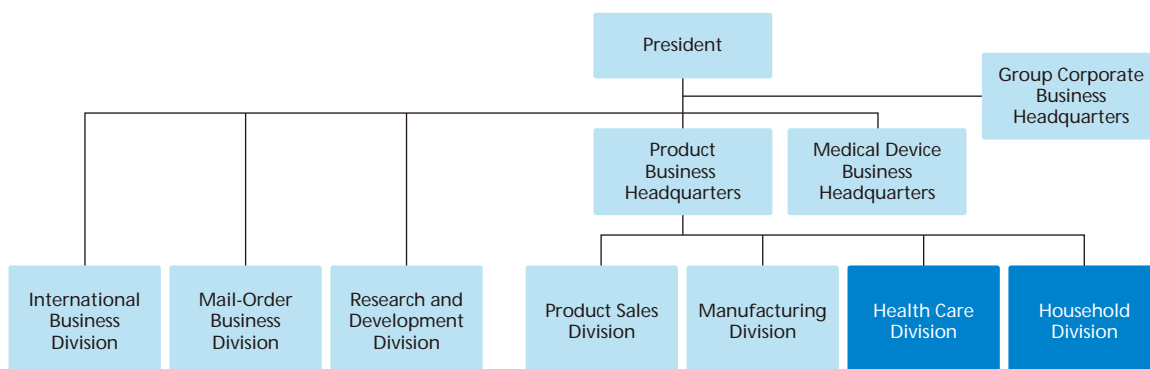 President
Group Corporate
Business
Headquarters
Product
Business
Headquarters
Medical Device
Business
Headquarters
International
Business
Division
Mail-Order
Business
Division
Research and
Development
Division
Product Sales
Division
Manufacturing
Division
Health Care
Division
Household
Division